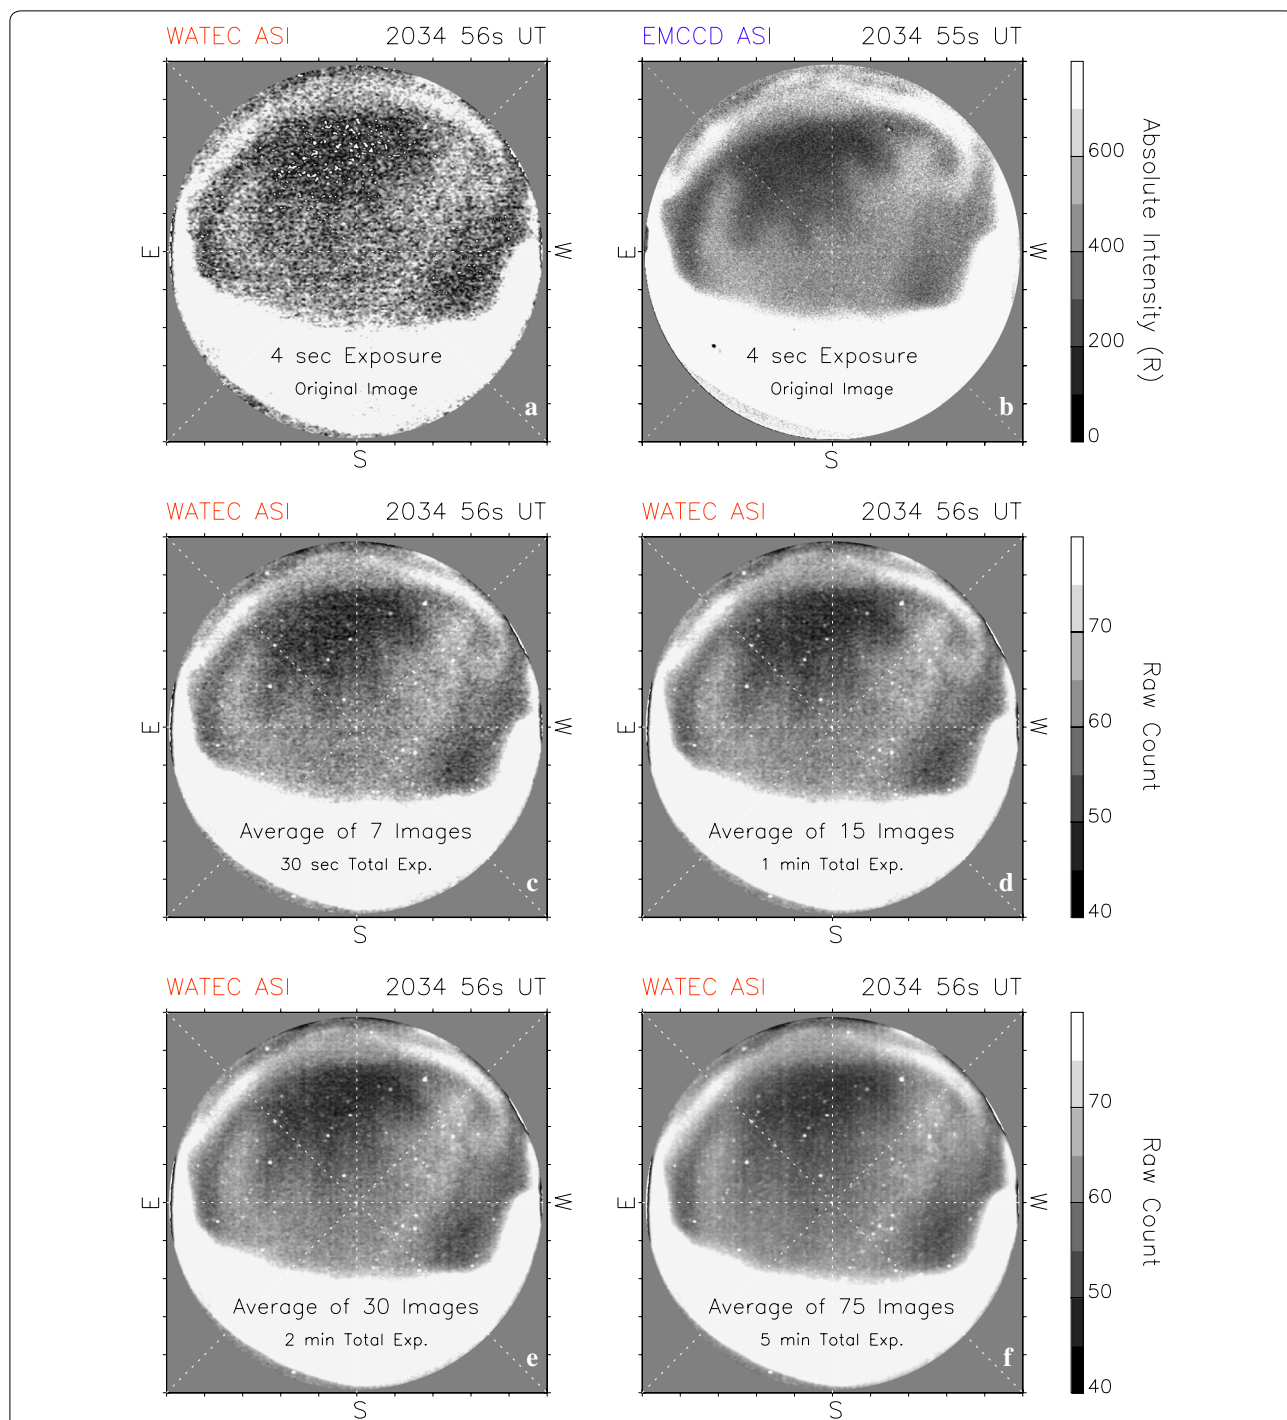 WATEC ASI 2034 56s UT
EMCCD ASI 2034 55s UT
E
W
4 sec Exposure
Original Image
a
S
E
W
4 sec Exposure
Original Image
b
S
600
400
200
0
Absolute Intensity (R)
WATEC ASI 2034 56s UT
WATEC ASI 2034 56s UT
E
W
Average of 7 Images
30 sec Total Exp.
c
S
E
W
Average of 15 Images
1 min Total Exp.
d
S
70
60
50
40
Raw Count
WATEC ASI 2034 56s UT
WATEC ASI 2034 56s UT
E
W
Average of 30 Images
2 min Total Exp.
e
S
E
W
Average of 75 Images
5 min Total Exp.
f
S
70
60
50
40
Raw Count